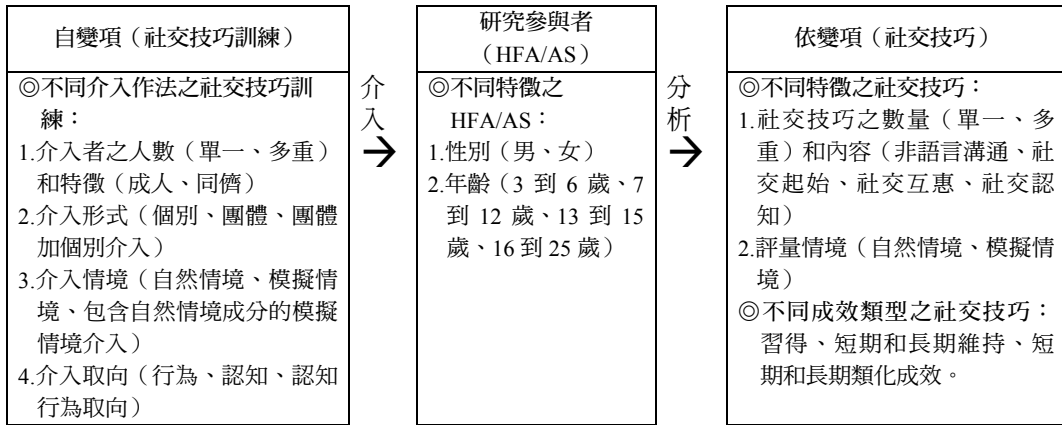 自變項（社交技巧訓練）
◎不同介入作法之社交技巧訓
練：
1.介入者之人數（單一、多重）
和特徵（成人、同儕）
2.介入形式（個別、團體、團體
加個別介入）
3.介入情境（自然情境、模擬情
境、包含自然情境成分的模擬
情境介入）
4.介入取向（行為、認知、認知
行為取向）
介
入
→
研究參與者
（HFA/AS）
◎不同特徵之
HFA/AS：
1.性別（男、女）
2.年齡（3 到 6 歲、7
到 12 歲、13 到 15
歲、16 到 25 歲）
分
析
→
依變項（社交技巧）
◎不同特徵之社交技巧：
1.社交技巧之數量（單一、多
重）和內容（非語言溝通、社
交起始、社交互惠、社交認
知）
2.評量情境（自然情境、模擬情
境）
◎不同成效類型之社交技巧：
習得、短期和長期維持、短
期和長期類化成效。